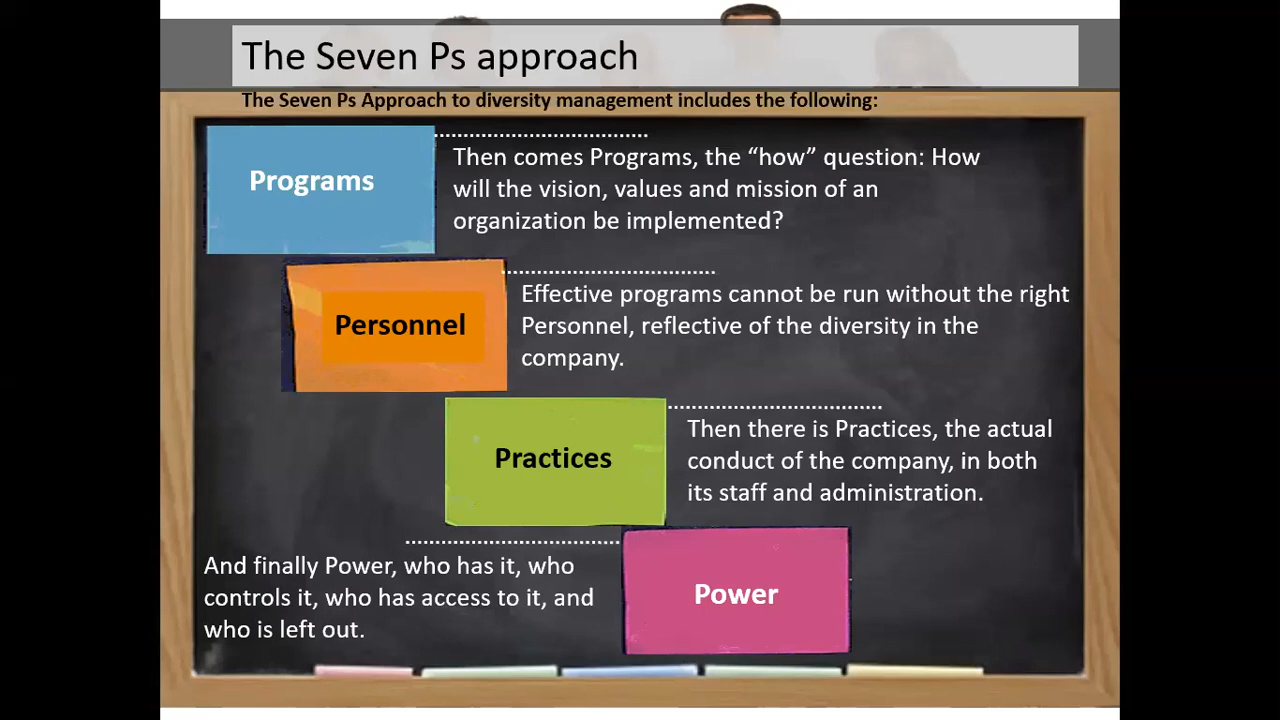 The Seven Ps approach
The Seven Ps Approach to diversity management includes the following:
Programs
Then comes Programs, the “how” question: How
will the vision, values and mission of an
organization be implemented?
Personnel
Effective programs cannot be run without the right
Personnel, reflective of the diversity in the
company.
Practices
Then there is Practices, the actual
conduct of the company, in both
its staff and administration.
And finally Power, who has it, who
controls it, who has access to it, and
who is left out.
Power